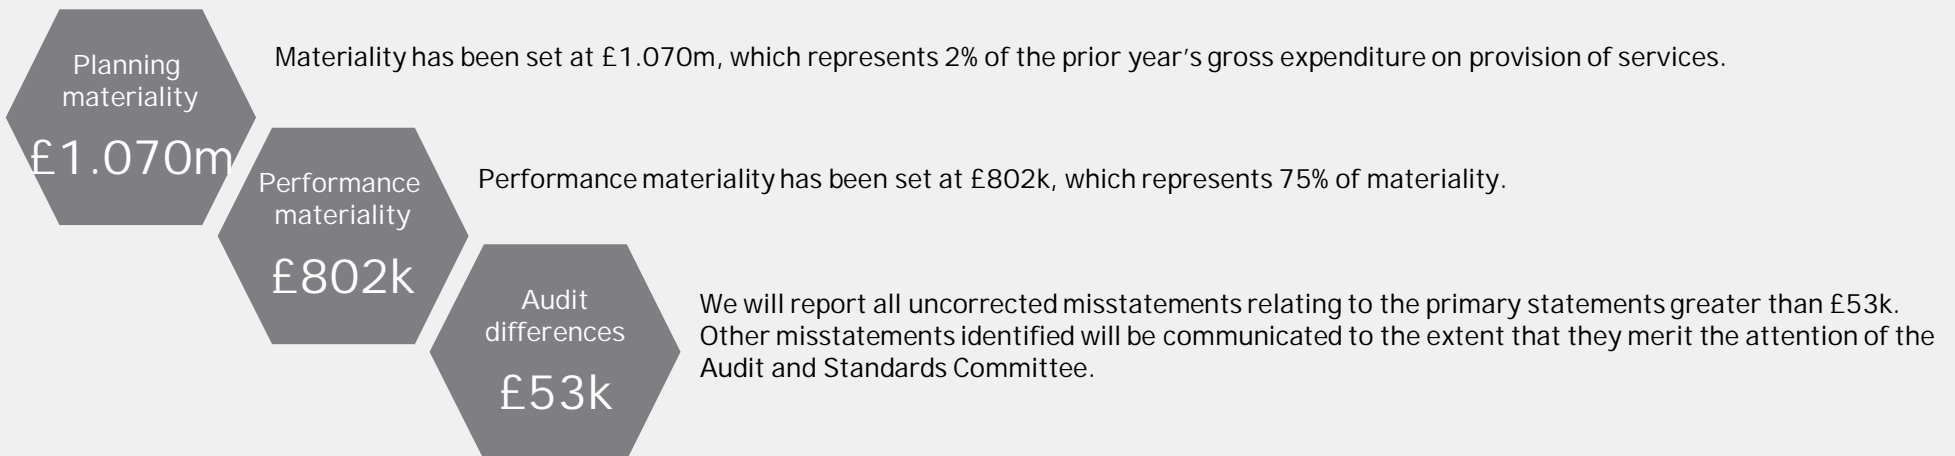 Planning
materiality
£1.070m
Materiality has been set at £1.070m, which represents 2% of the prior year’s gross expenditure on provision of services.
Performance
materiality
£802k
Performance materiality has been set at £802k, which represents 75% of materiality.
Audit
differences
£53k
We will report all uncorrected misstatements relating to the primary statements greater than £53k.
Other misstatements identified will be communicated to the extent that they merit the attention of the
Audit and Standards Committee.